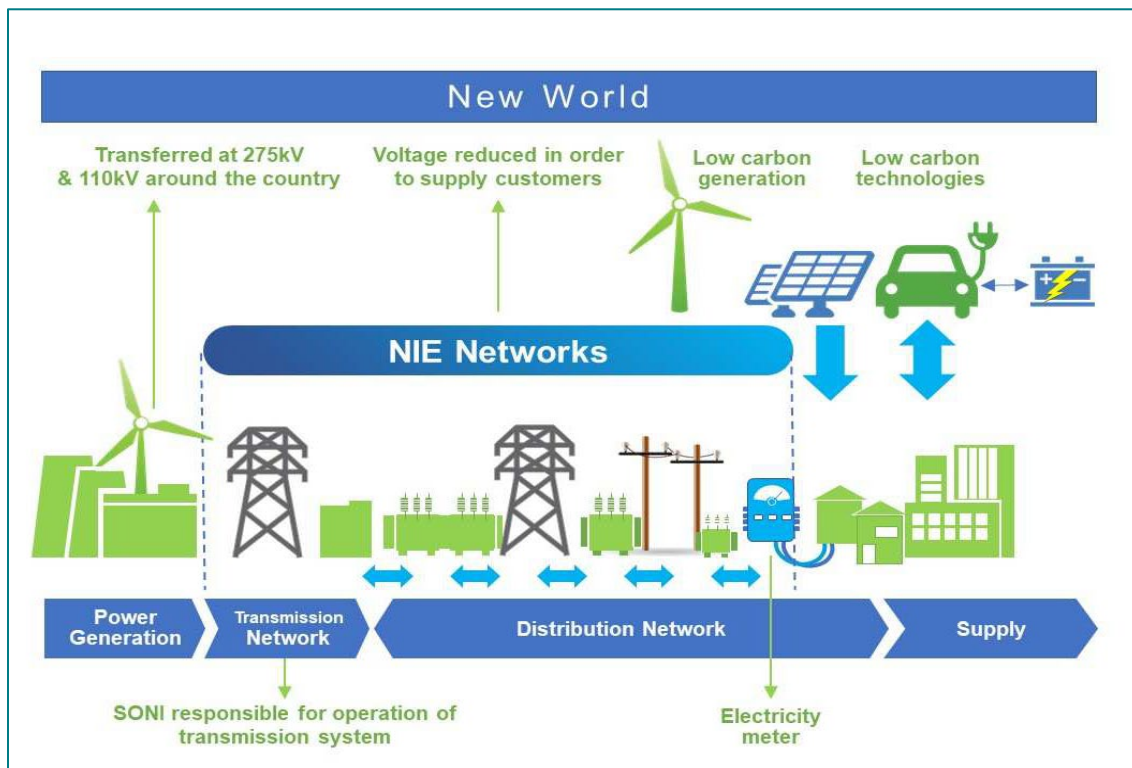 New World
Transferred at 275kV
& 110kV around the country
Voltage reduced in order
to supply customers
Low carbon
generation
Low carbon
technologies
NIE Networks
Power
Generation
Transmission
Network
Distribution Network
Supply
SONI responsible for operation of
transmission system
Electricity
meter